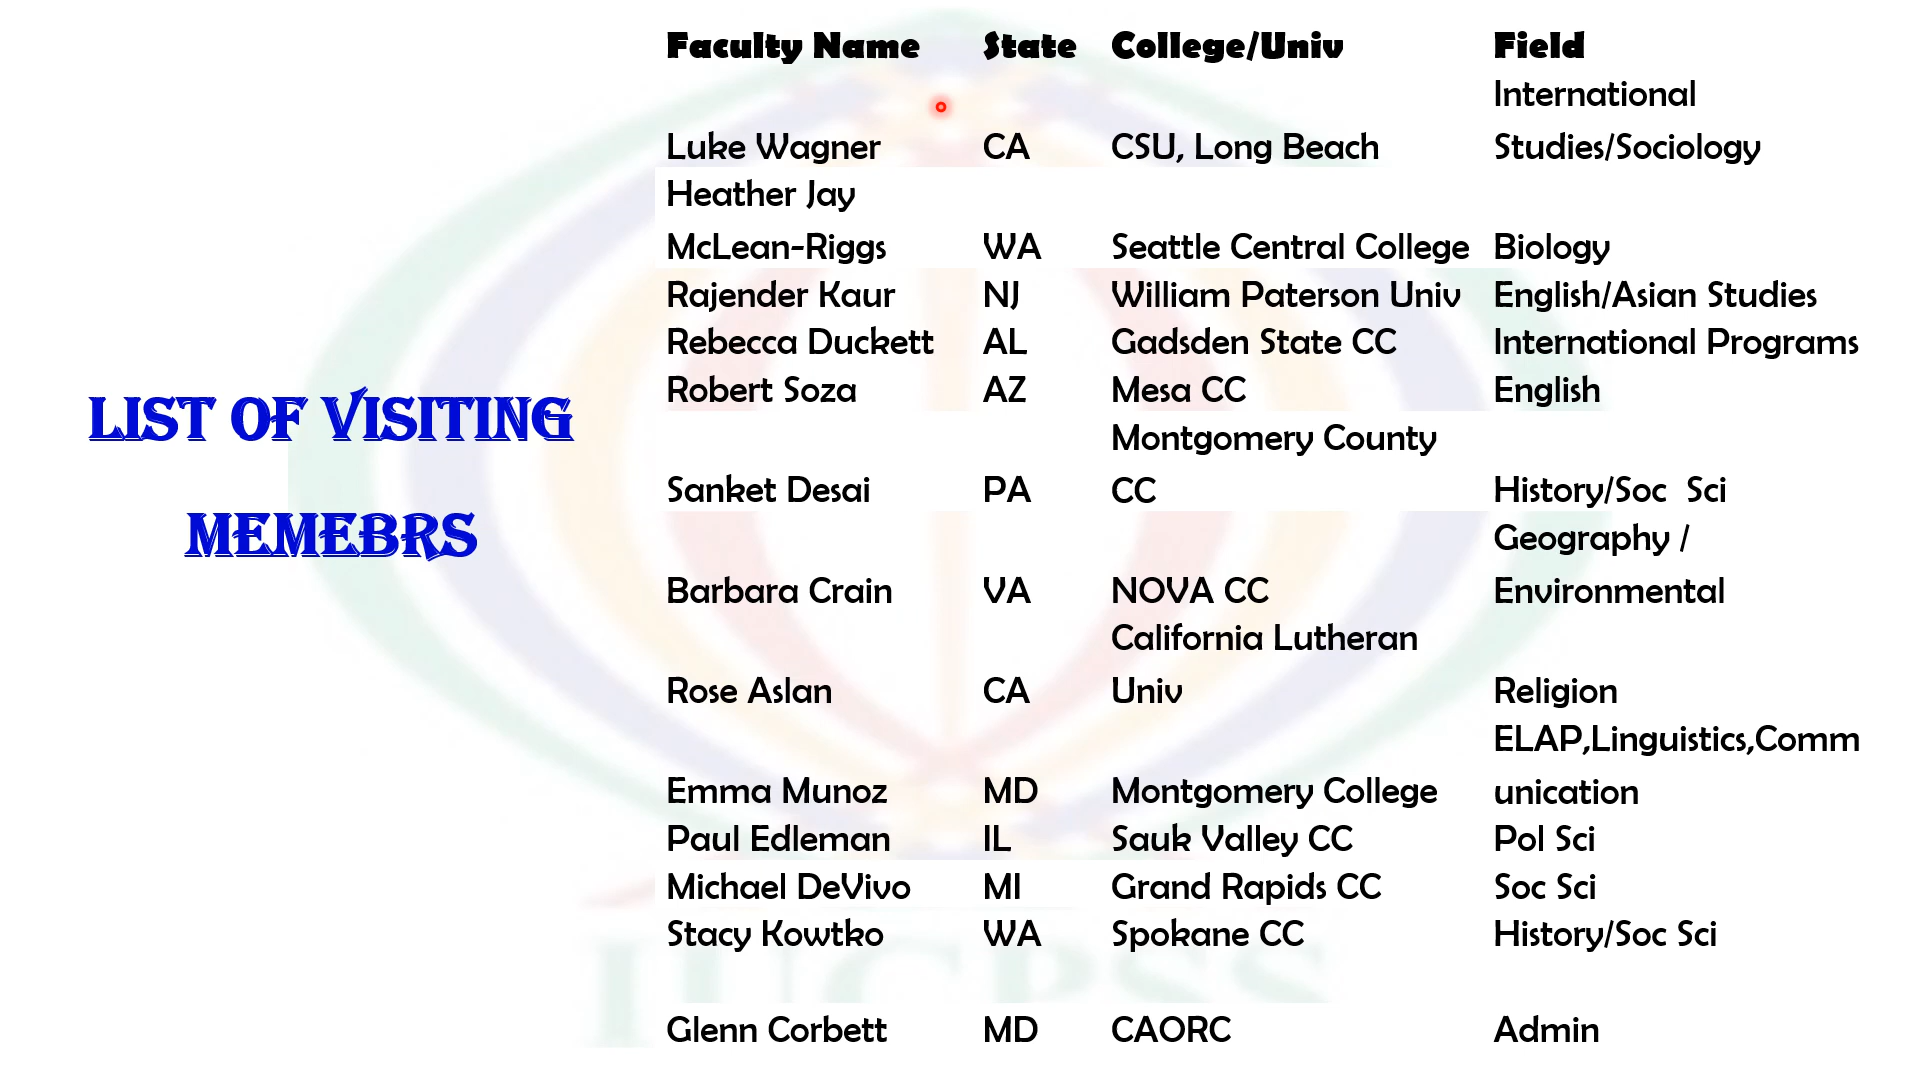 LIST OF VISITING
MEMEBRS
Faculty Name State College/Univ Field
International
Luke Wagner CA CSU, Long Beach Studies/Sociology
Heather Jay
McLean-Riggs WA Seattle Central College Biology
Rajender Kaur NJ William Paterson Univ English/Asian Studies
Rebecca Duckett AL Gadsden State CC International Programs
Robert Soza AZ Mesa CC English
Montgomery County
Sanket Desai PA CC History/Soc  Sci
Geography /
Barbara Crain VA NOVA CC Environmental
California Lutheran
Rose Aslan CA Univ Religion
ELAP,Linguistics,Comm
Emma Munoz MD Montgomery College unication
Paul Edleman IL Sauk Valley CC Pol Sci
Michael DeVivo MI Grand Rapids CC Soc Sci
Stacy Kowtko WA Spokane CC History/Soc Sci
IUCPSS
Glenn Corbett MD CAORC Admin